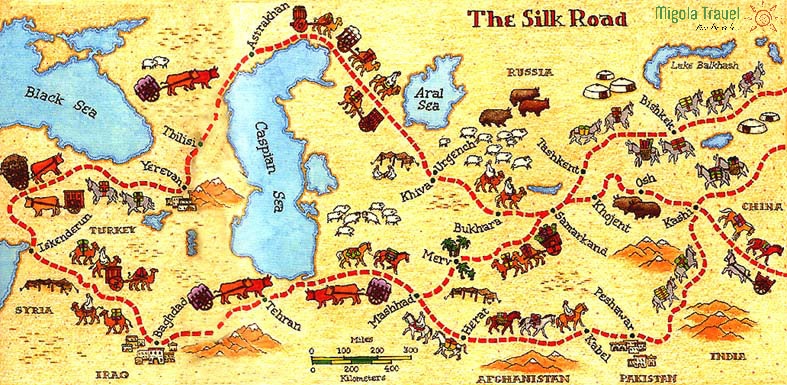 The Silk Road
Migola Travel
Astrakhan
Black Sea
Aral
Sea
RUSSIA
Lake Balkhash
Tbilisi
Caspian
Sea
Yerevan
Khiva
Urgench
Tashkent
Bishkek
Osh
Khojent
Kashi
CHINA
TURKEY
Iskenderun
Bukhara
Samarkand
Merv
SYRIA
Baghdad
Tehran
Mashhad
Herat
Peshawar
Kabel
INDIA
IRAQ
Miles
0 200 300
0 200 400
Kilometers
AFGHANISTAN
PAKISTAN